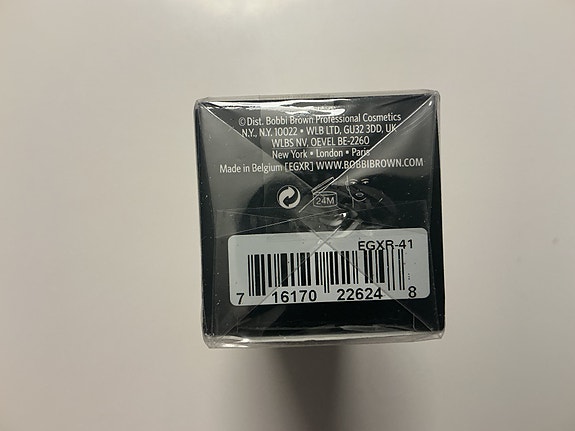 ©Dist. Bobbi Brown Professional Cosmetics
N.Y., N.Y. 10022 • WLB LTD, GU32 3DD, UK
WLBS NV, OEVEL BE-2260
New York • London • Paris
Made in Belgium [EGXR] WWW.BOBBIBROWN.COM
24M
EGXR-41
7 16170 22624 8